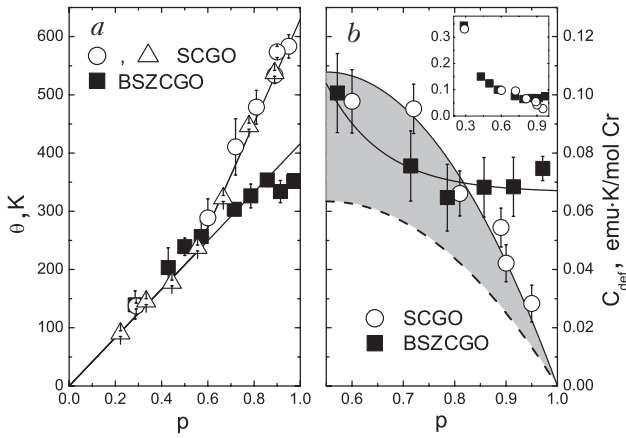 a
, SCGO
BSZCGO
600
500
400
300
200
100
0
θ, K
0.0 0.2 0.4 0.6 0.8 1.0
p
b
0.3
0.2
0.1
0.0
0.3 0.6 0.9
SCGO
BSZCGO
0.12
0.10
0.08
0.06
0.04
0.02
0.00
C_def, emu·K/mol Cr
0.6 0.7 0.8 0.9 1.0
p